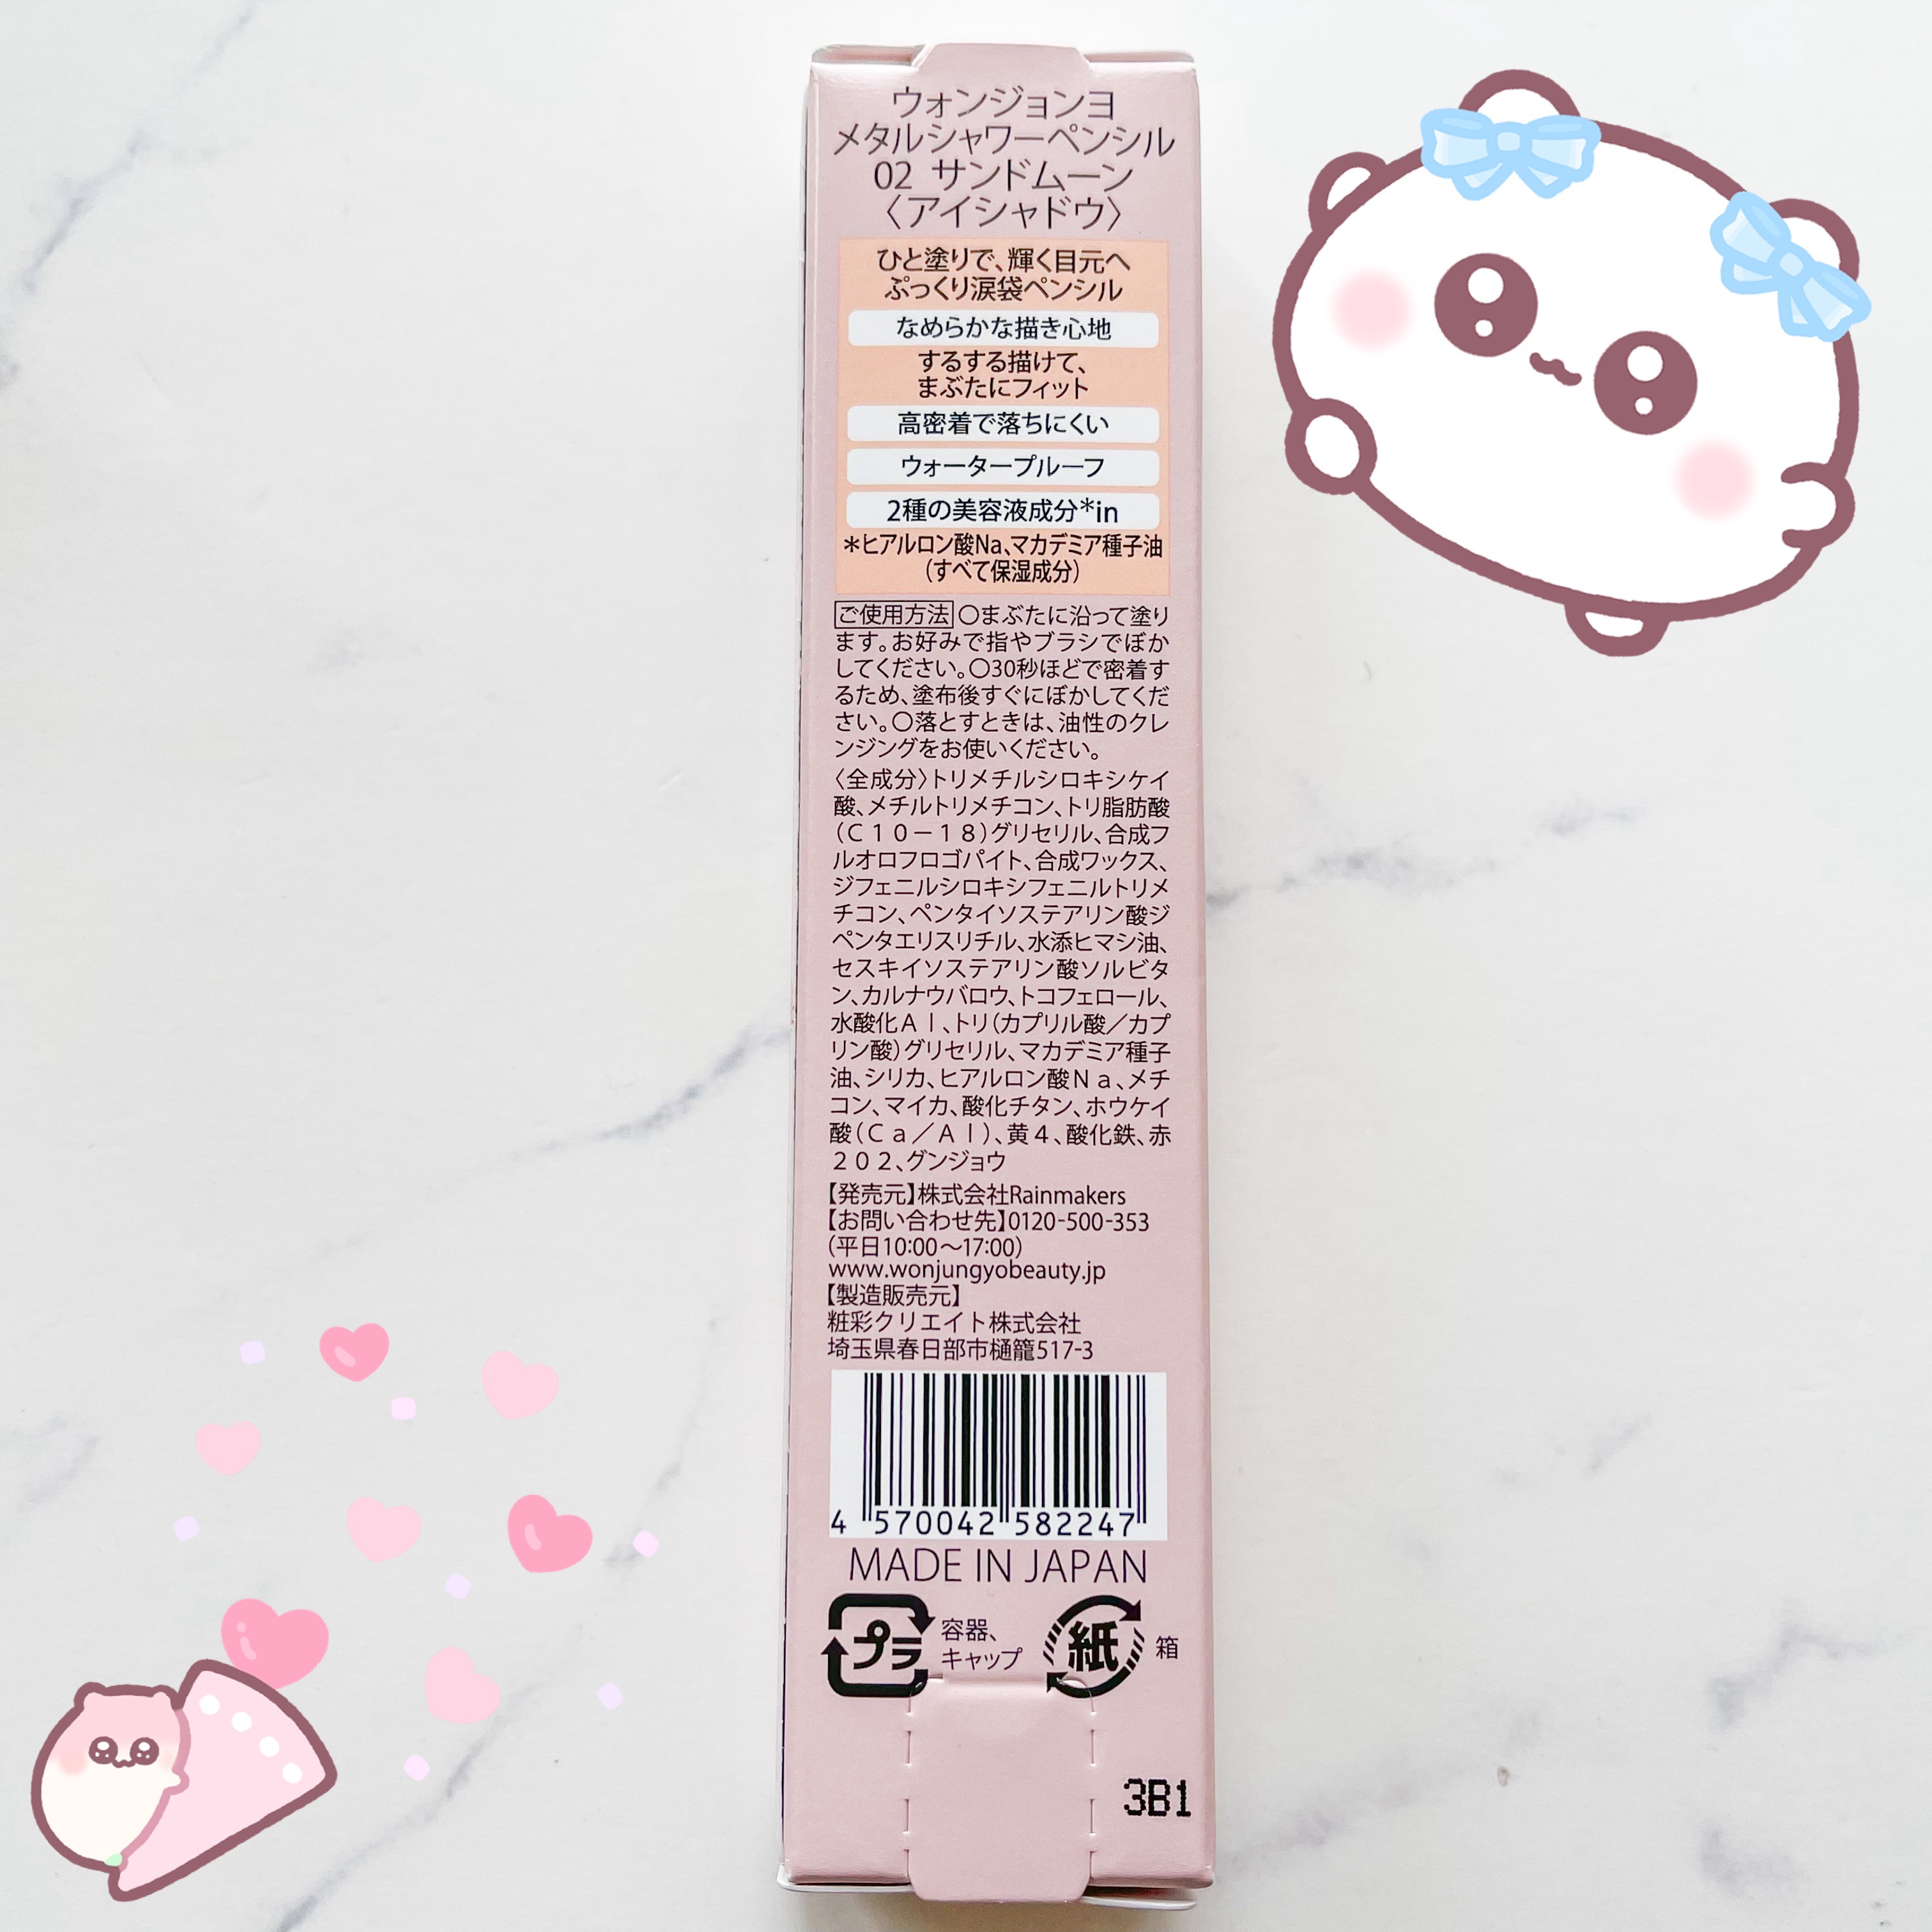 ウォンジョンヨ
メタルシャワーペンシル
02 サンドムーン
〈アイシャドウ〉
ひと塗りで、輝く目元へ
ぷっくり涙袋ペンシル
なめらかな描き心地
するする描けて、
まぶたにフィット
高密着で落ちにくい
ウォータープルーフ
2種の美容液成分*in
*ヒアルロン酸Na、マカデミア種子油
(すべて保湿成分)
ご使用方法 〇まぶたに沿って塗り
ます。お好みで指やブラシでぼか
してください。〇30秒ほどで密着す
るため、塗布後すぐにぼかしてくだ
さい。〇落とすときは、油性のクレ
ンジングをお使いください。
〈全成分〉トリメチルシロキシケイ
酸、メチルトリメチコン、トリ脂肪酸
(C10-18)グリセリル、合成フ
ルオロフロゴパイト、合成ワックス、
ジフェニルシロキシフェニルトリメ
チコン、ペンタイソステアリン酸ジ
ペンタエリスリチル、水添ヒマシ油、
セスキイソステアリン酸ソルビタ
ン、カルナウバロウ、トコフェロール、
水酸化Al、トリ(カプリル酸/カプ
リン酸)グリセリル、マカデミア種子
油、シリカ、ヒアルロン酸Na、メチ
コン、マイカ、酸化チタン、ホウケイ
酸(Ca/Al)、黄4、酸化鉄、赤
202、グンジョウ
【発売元】株式会社Rainmakers
【お問い合わせ先】0120-500-353
(平日10:00～17:00)
www.wonjungyobeauty.jp
【製造販売元】
粧彩クリエイト株式会社
埼玉県春日部市樋籠517-3
4 570042 582247
MADE IN JAPAN
プラ 容器、
キャップ
紙 箱
3B1